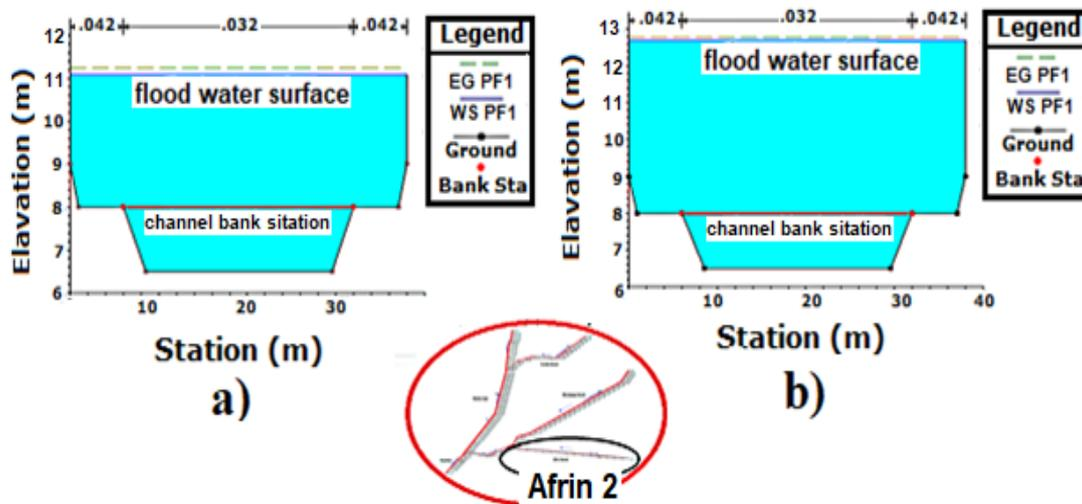 .042 .032 .042
12
11
10
9
8
7
6
Elavation (m)
flood water surface
channel bank sitation
10 20 30
Station (m)
a)
Legend
EG PF1
WS PF1
Ground
Bank Sta
.042 .032 .042
13
12
11
10
9
8
7
6
Elavation (m)
flood water surface
channel bank sitation
10 20 30 40
Station (m)
b)
Legend
EG PF1
WS PF1
Ground
Bank Sta
Afrin 2